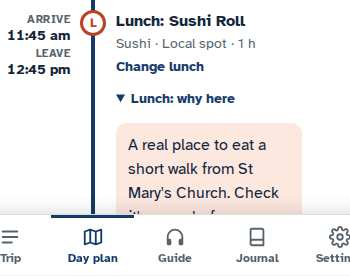 ARRIVE
11:45 am
LEAVE
12:45 pm
L
Lunch: Sushi Roll
Sushi · Local spot · 1 h
Change lunch
▼ Lunch: why here
A real place to eat a
short walk from St
Mary's Church. Check
Trip
Day plan
Guide
Journal
Settin